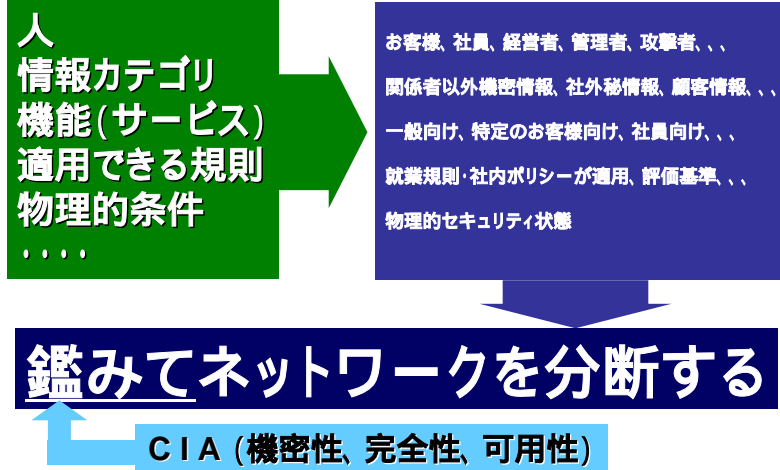 人
情報カテゴリ
機能(サービス)
適用できる規則
物理的条件
・・・・
お客様、社員、経営者、管理者、攻撃者、、、
関係者以外機密情報、社外秘情報、顧客情報、、、
一般向け、特定のお客様向け、社員向け、、、
就業規則・社内ポリシーが適用、評価基準、、、
物理的セキュリティ状態
鑑みてネットワークを分断する
CIA(機密性、完全性、可用性)